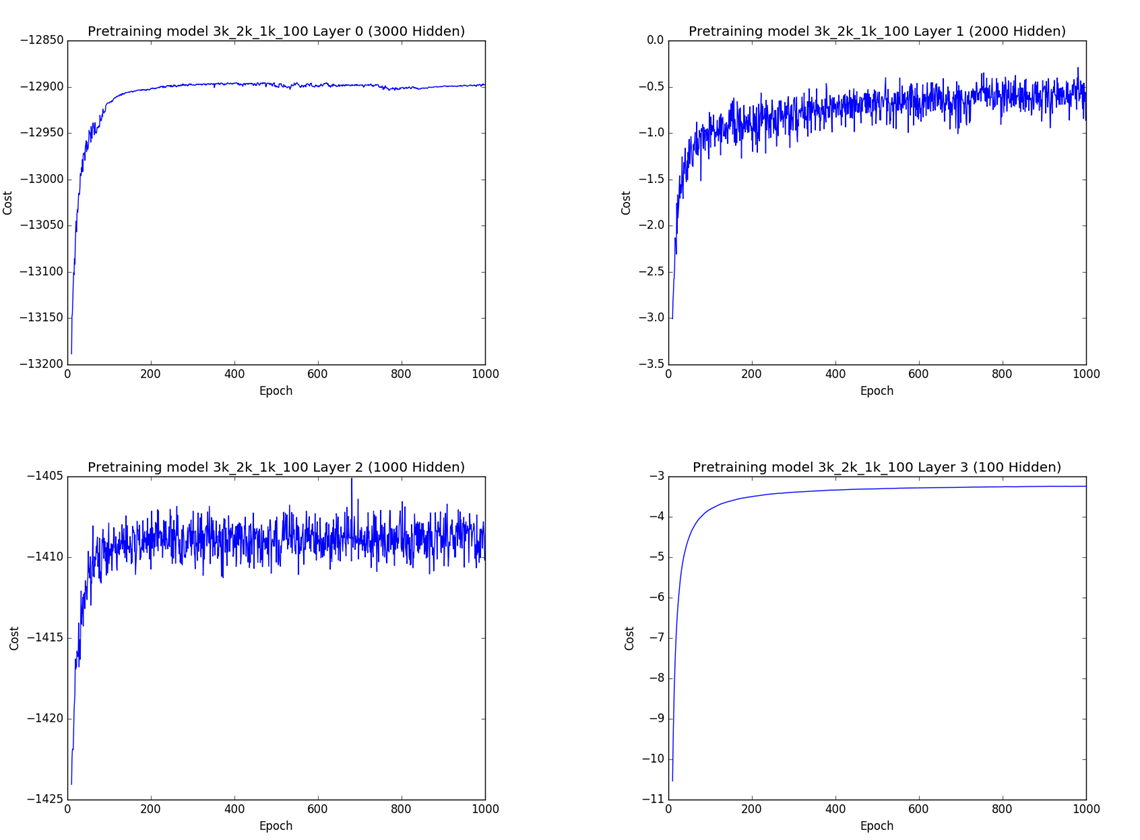 Pretraining model 3k_2k_1k_100 Layer 0 (3000 Hidden)
−12850
−12900
−12950
−13000
−13050
−13100
−13150
−13200
Cost
0 200 400 600 800 1000
Epoch
Pretraining model 3k_2k_1k_100 Layer 1 (2000 Hidden)
0.0
−0.5
−1.0
−1.5
−2.0
−2.5
−3.0
−3.5
Cost
0 200 400 600 800 1000
Epoch
Pretraining model 3k_2k_1k_100 Layer 2 (1000 Hidden)
−1405
−1410
−1415
−1420
−1425
Cost
0 200 400 600 800 1000
Epoch
Pretraining model 3k_2k_1k_100 Layer 3 (100 Hidden)
−3
−4
−5
−6
−7
−8
−9
−10
−11
Cost
0 200 400 600 800 1000
Epoch